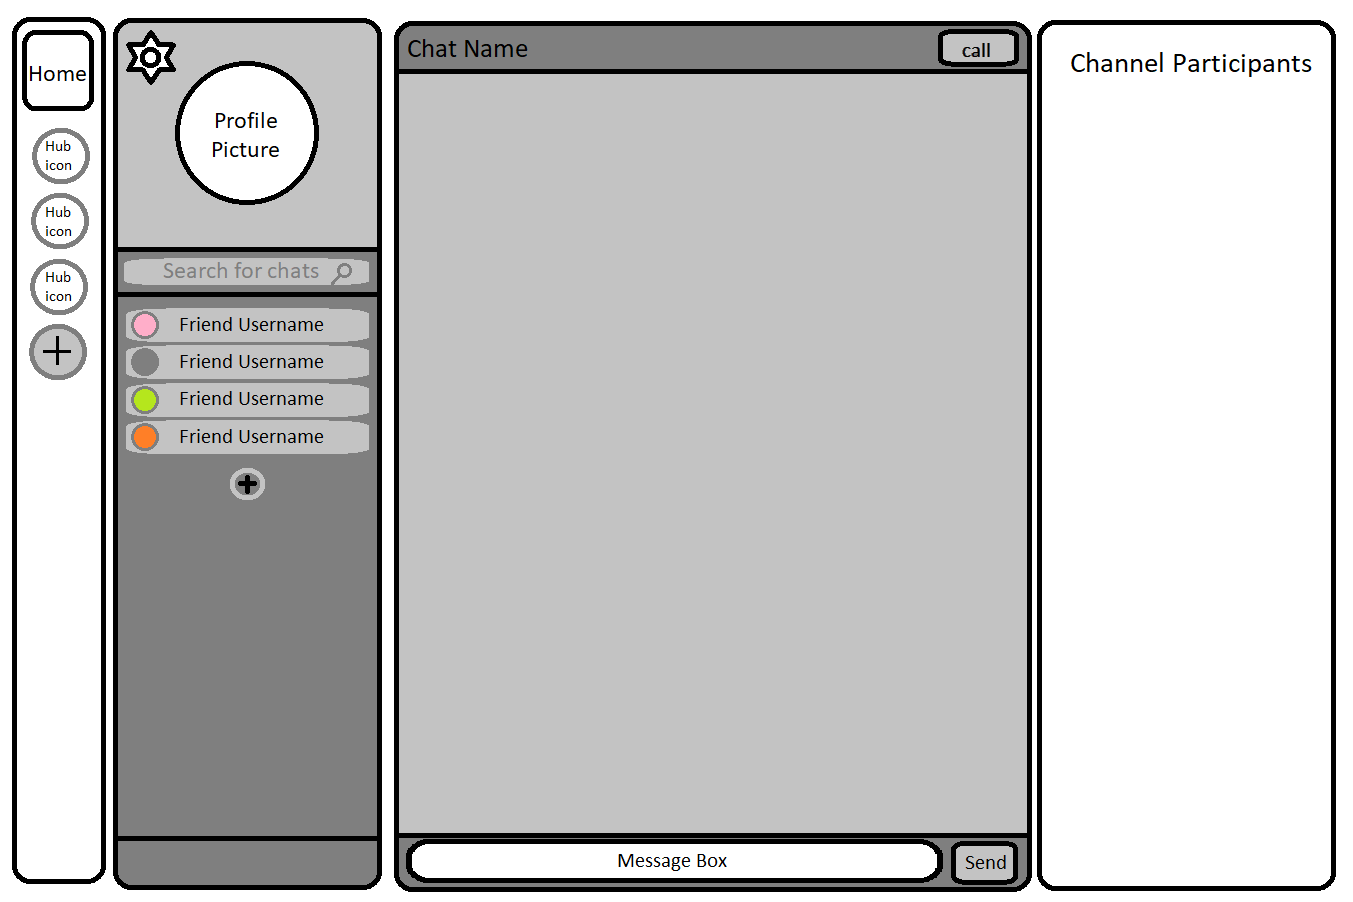 Home
Hub
icon
Hub
icon
Hub
icon
Profile
Picture
Search for chats
Friend Username
Friend Username
Friend Username
Friend Username
Chat Name
call
Message Box
Send
Channel Participants